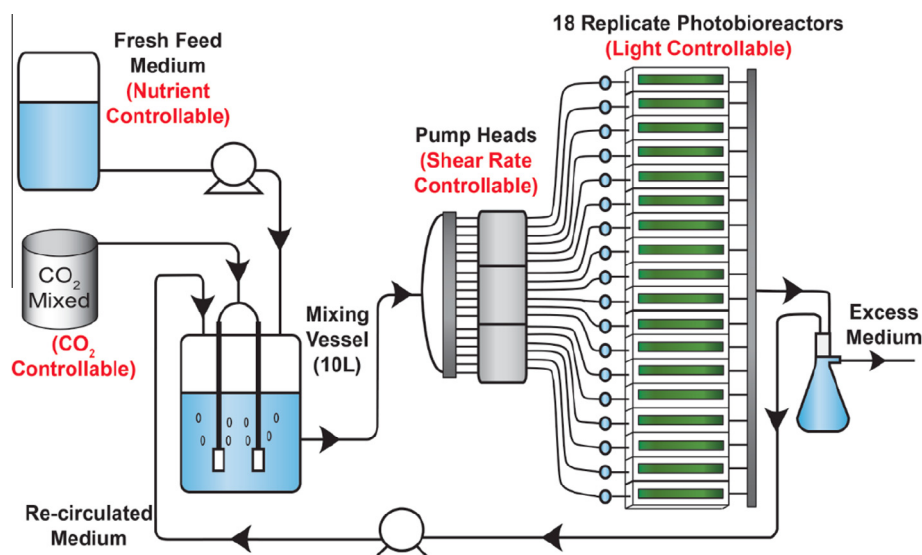 Fresh Feed
Medium
(Nutrient
Controllable)
18 Replicate Photobioreactors
(Light Controllable)
Pump Heads
(Shear Rate
Controllable)
CO2
Mixed
(CO2
Controllable)
Mixing
Vessel
(10L)
Excess
Medium
Re-circulated
Medium